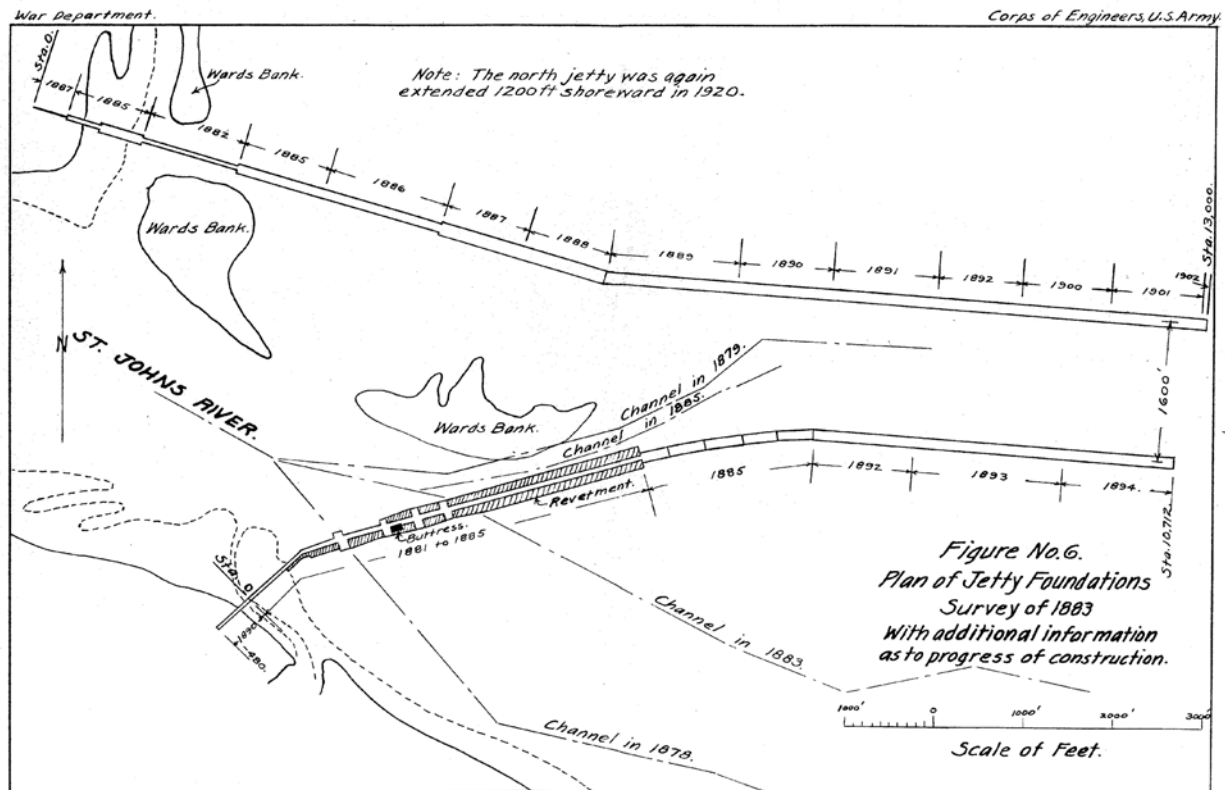 War Department.
Corps of Engineers, U.S. Army.
Sta. 0.
Wards Bank.
Note: The north jetty was again
extended 1200 ft shoreward in 1920.
1887
1885
1882
1885
1886
1887
1888
1889
1890
1891
1892
1900
1901
1902
Sta. 13,000.
Wards Bank.
N
ST. JOHNS RIVER.
Channel in 1879.
Channel in 1885.
Wards Bank.
1600'
Revetment.
1885
1892
1893
1894
Sta. 10,712.
Buttress.
1881 to 1885
Sta. 0
1890
480.
Channel in 1883.
Channel in 1878.
Figure No. 6.
Plan of Jetty Foundations
Survey of 1883
With additional information
as to progress of construction.
1000' 0 1000' 2000' 3000'
Scale of Feet.